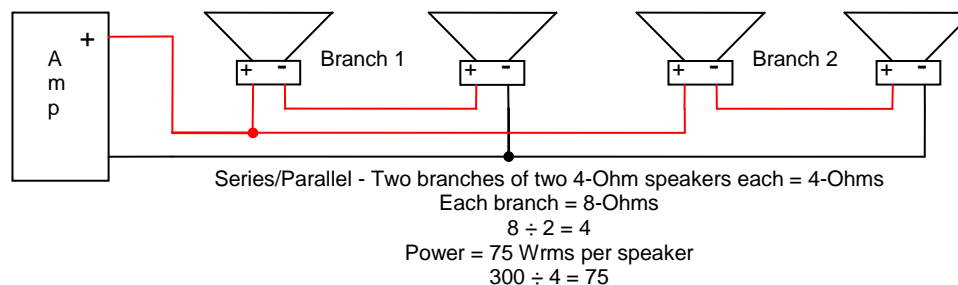 +
A
m
p
+ -
Branch 1
+ -
+ -
Branch 2
+ -
Series/Parallel - Two branches of two 4-Ohm speakers each = 4-Ohms
Each branch = 8-Ohms
8 ÷ 2 = 4
Power = 75 Wrms per speaker
300 ÷ 4 = 75